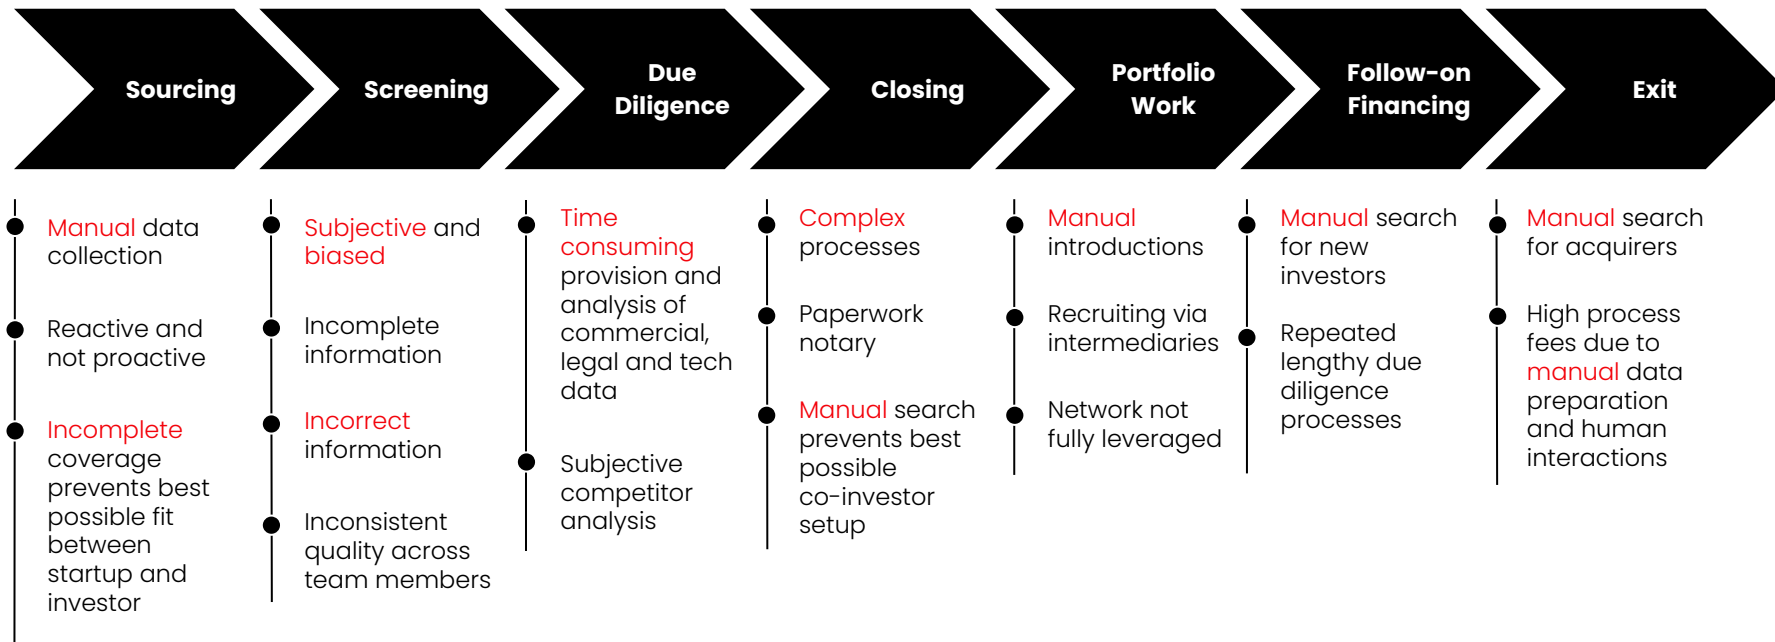 Sourcing
Screening
Due
Diligence
Closing
Portfolio
Work
Follow-on
Financing
Exit
Manual data
collection
Reactive and
not proactive
Incomplete
coverage
prevents best
possible fit
between
startup and
investor
Subjective and
biased
Incomplete
information
Incorrect
information
Inconsistent
quality across
team members
Time
consuming
provision and
analysis of
commercial,
legal and tech
data
Subjective
competitor
analysis
Complex
processes
Paperwork
notary
Manual search
prevents best
possible
co-investor
setup
Manual
introductions
Recruiting via
intermediaries
Network not
fully leveraged
Manual search
for new
investors
Repeated
lengthy due
diligence
processes
Manual search
for acquirers
High process
fees due to
manual data
preparation
and human
interactions